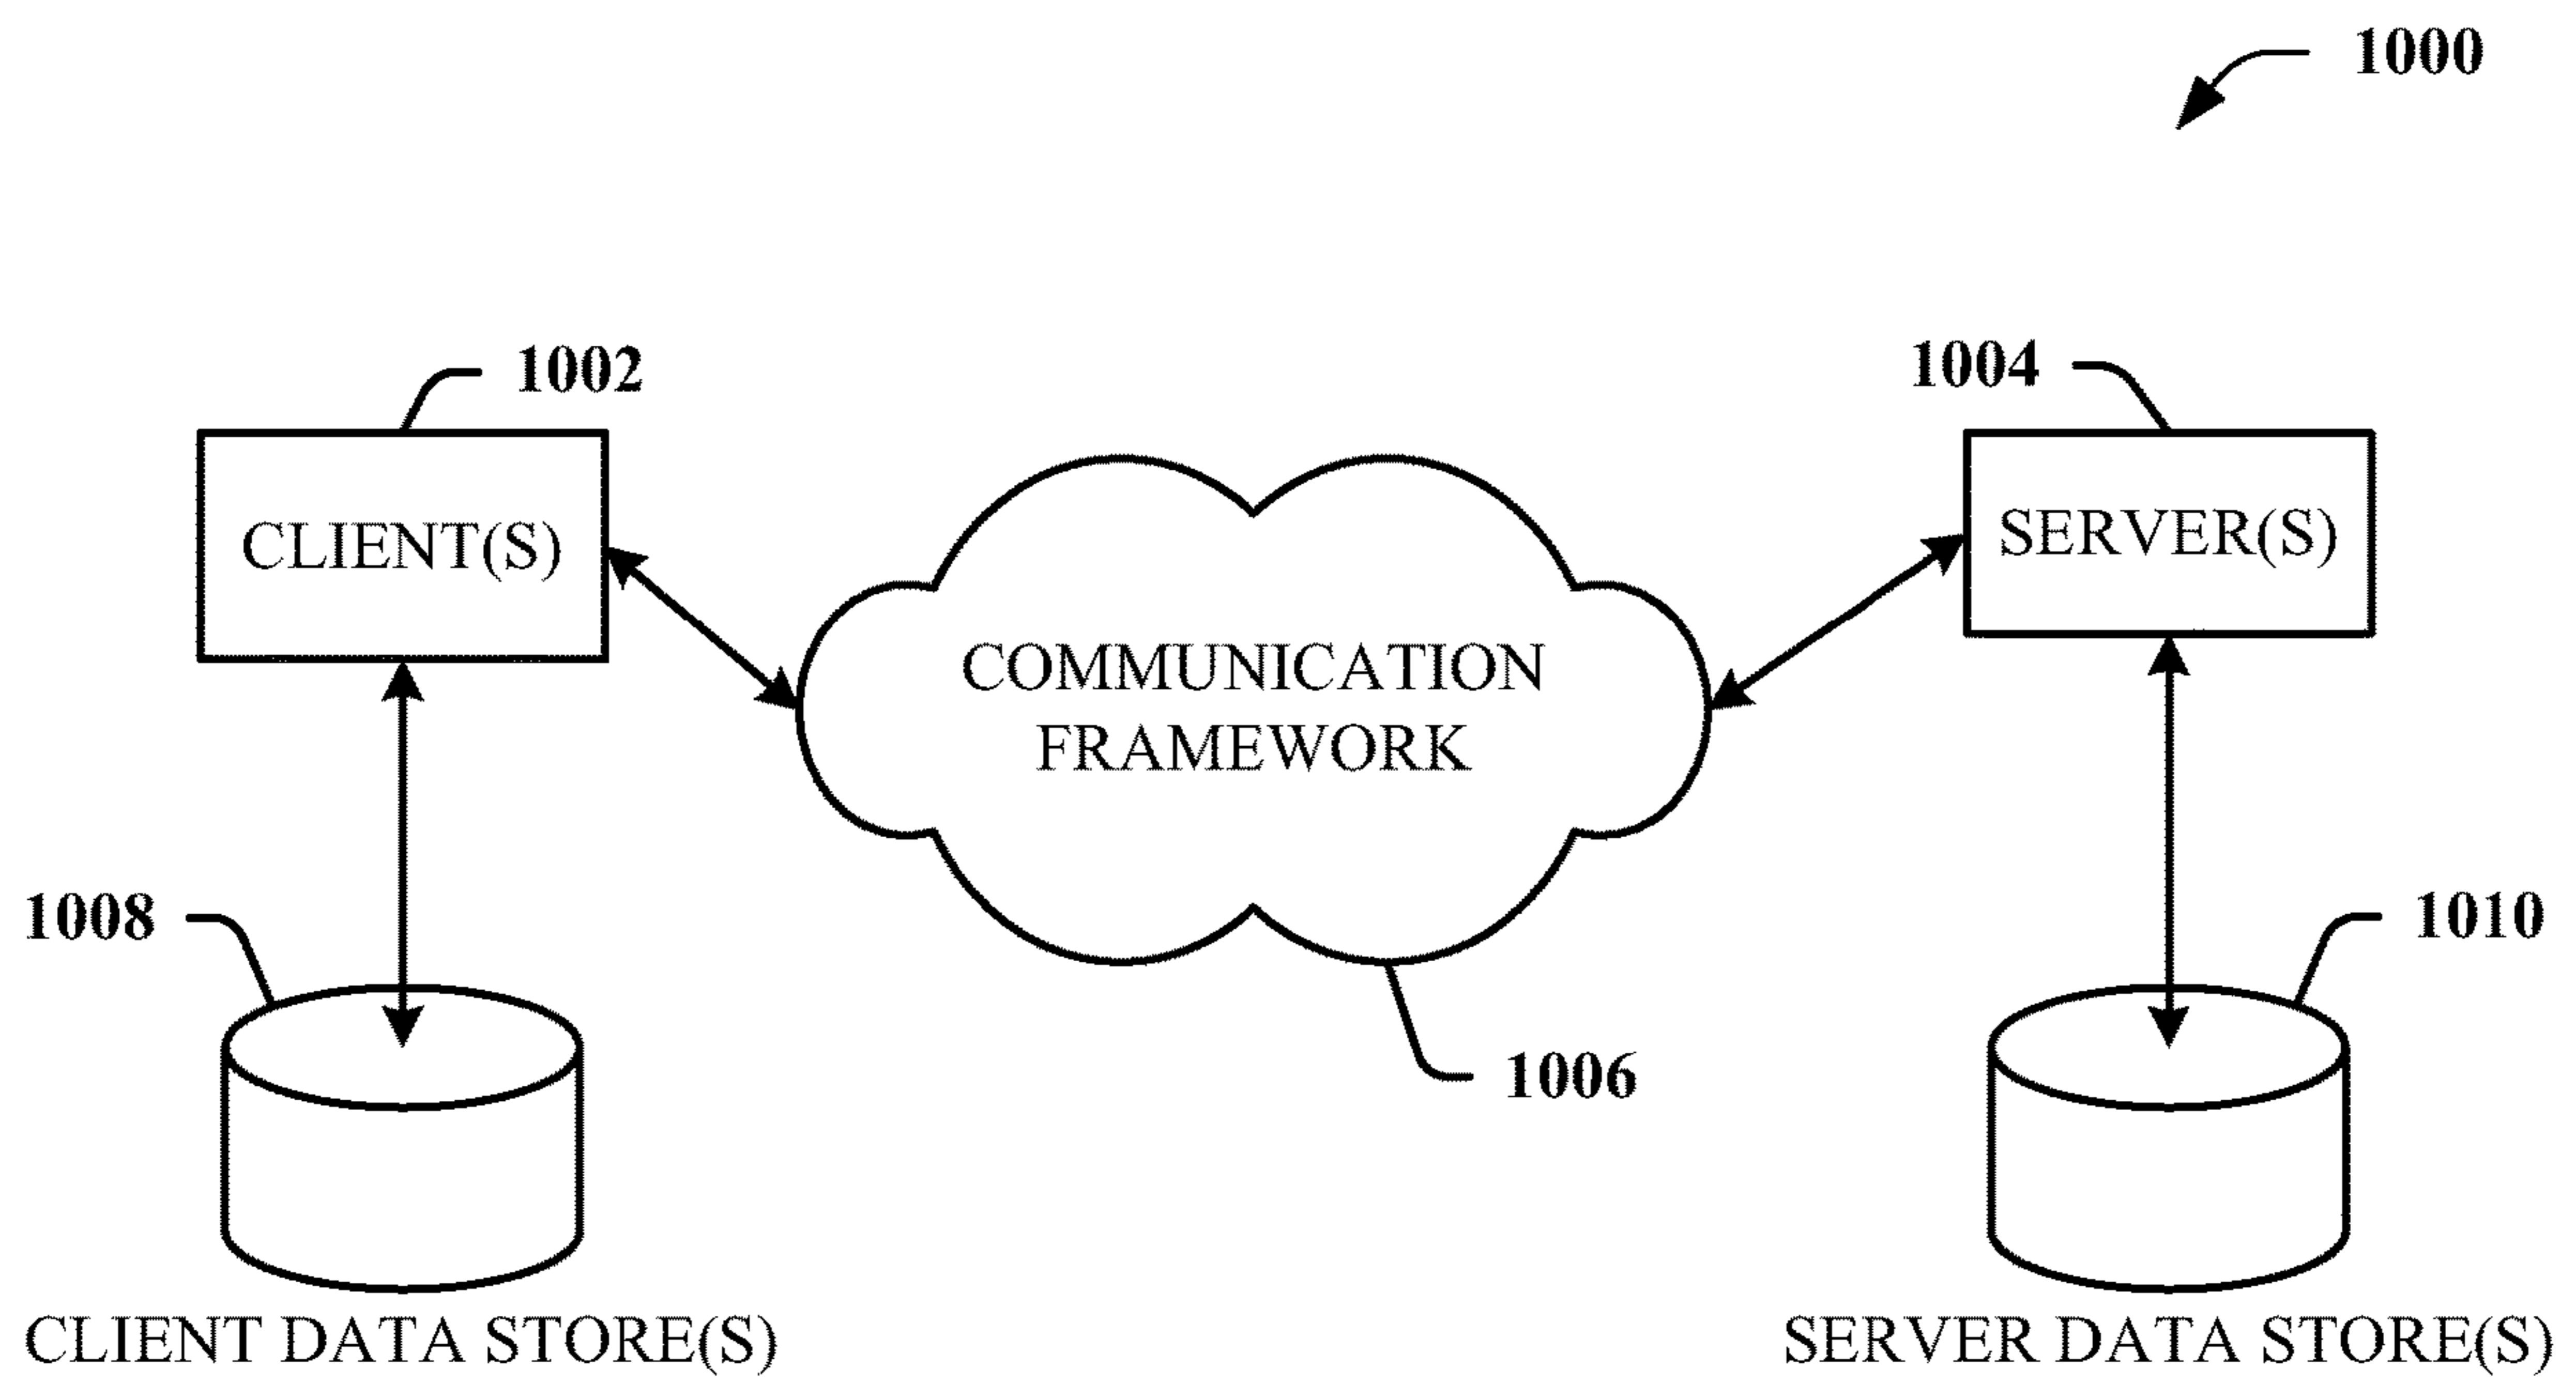 1000
1002
1004
CLIENT(S)
SERVER(S)
COMMUNICATION
FRAMEWORK
1008
1010
1006
CLIENT DATA STORE(S)
SERVER DATA STORE(S)